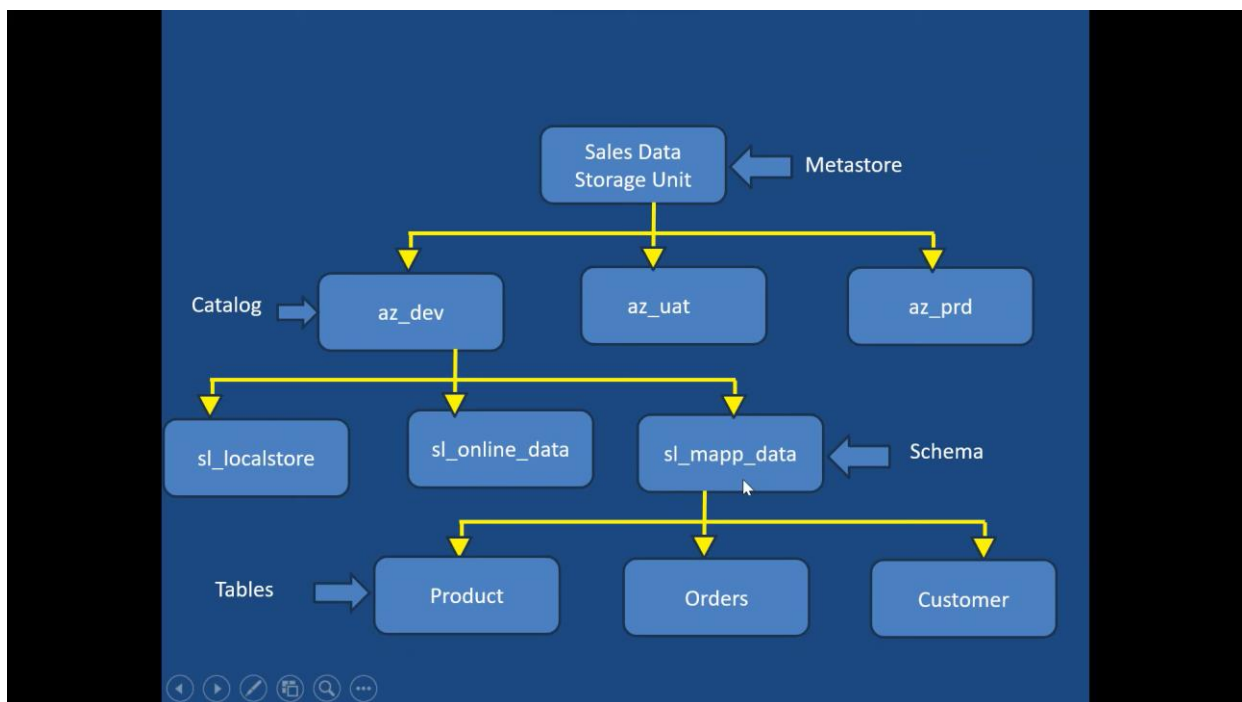 Sales Data
Storage Unit
Metastore
Catalog
az_dev
az_uat
az_prd
sl_localstore
sl_online_data
sl_mapp_data
Schema
Tables
Product
Orders
Customer